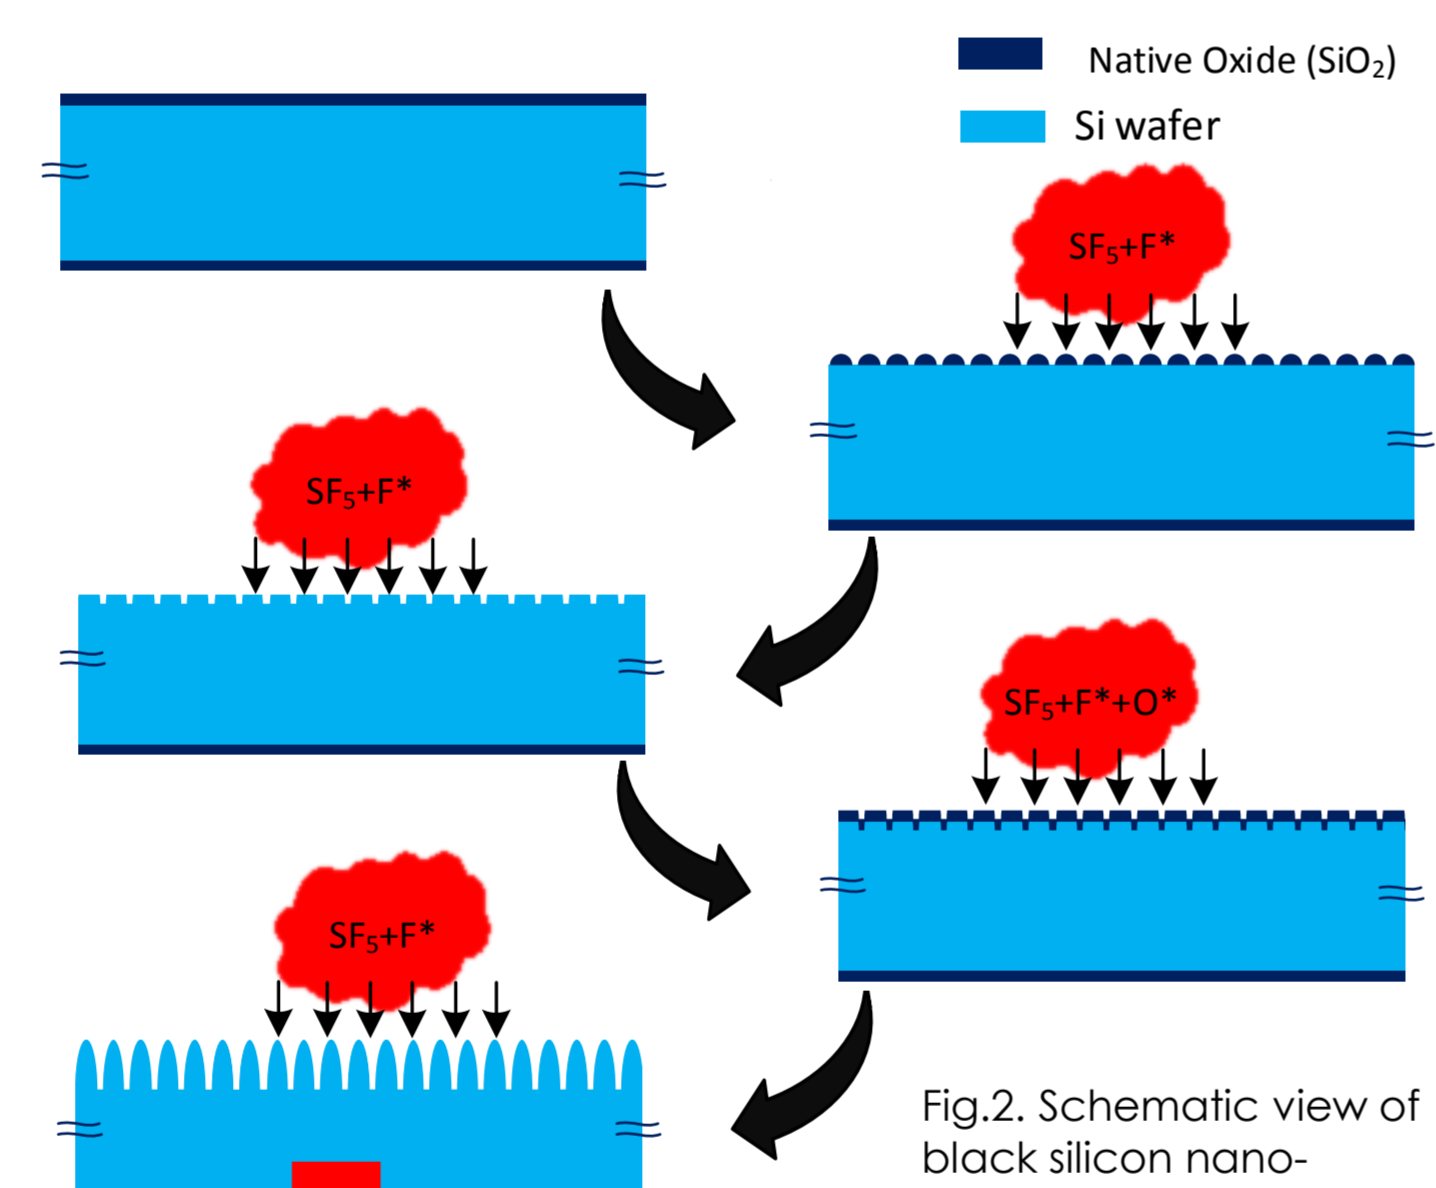 Native Oxide (SiO₂)
Si wafer
SF₅+F*
SF₅+F*
SF₅+F*+O*
SF₅+F*
Fig.2. Schematic view of
black silicon nano-